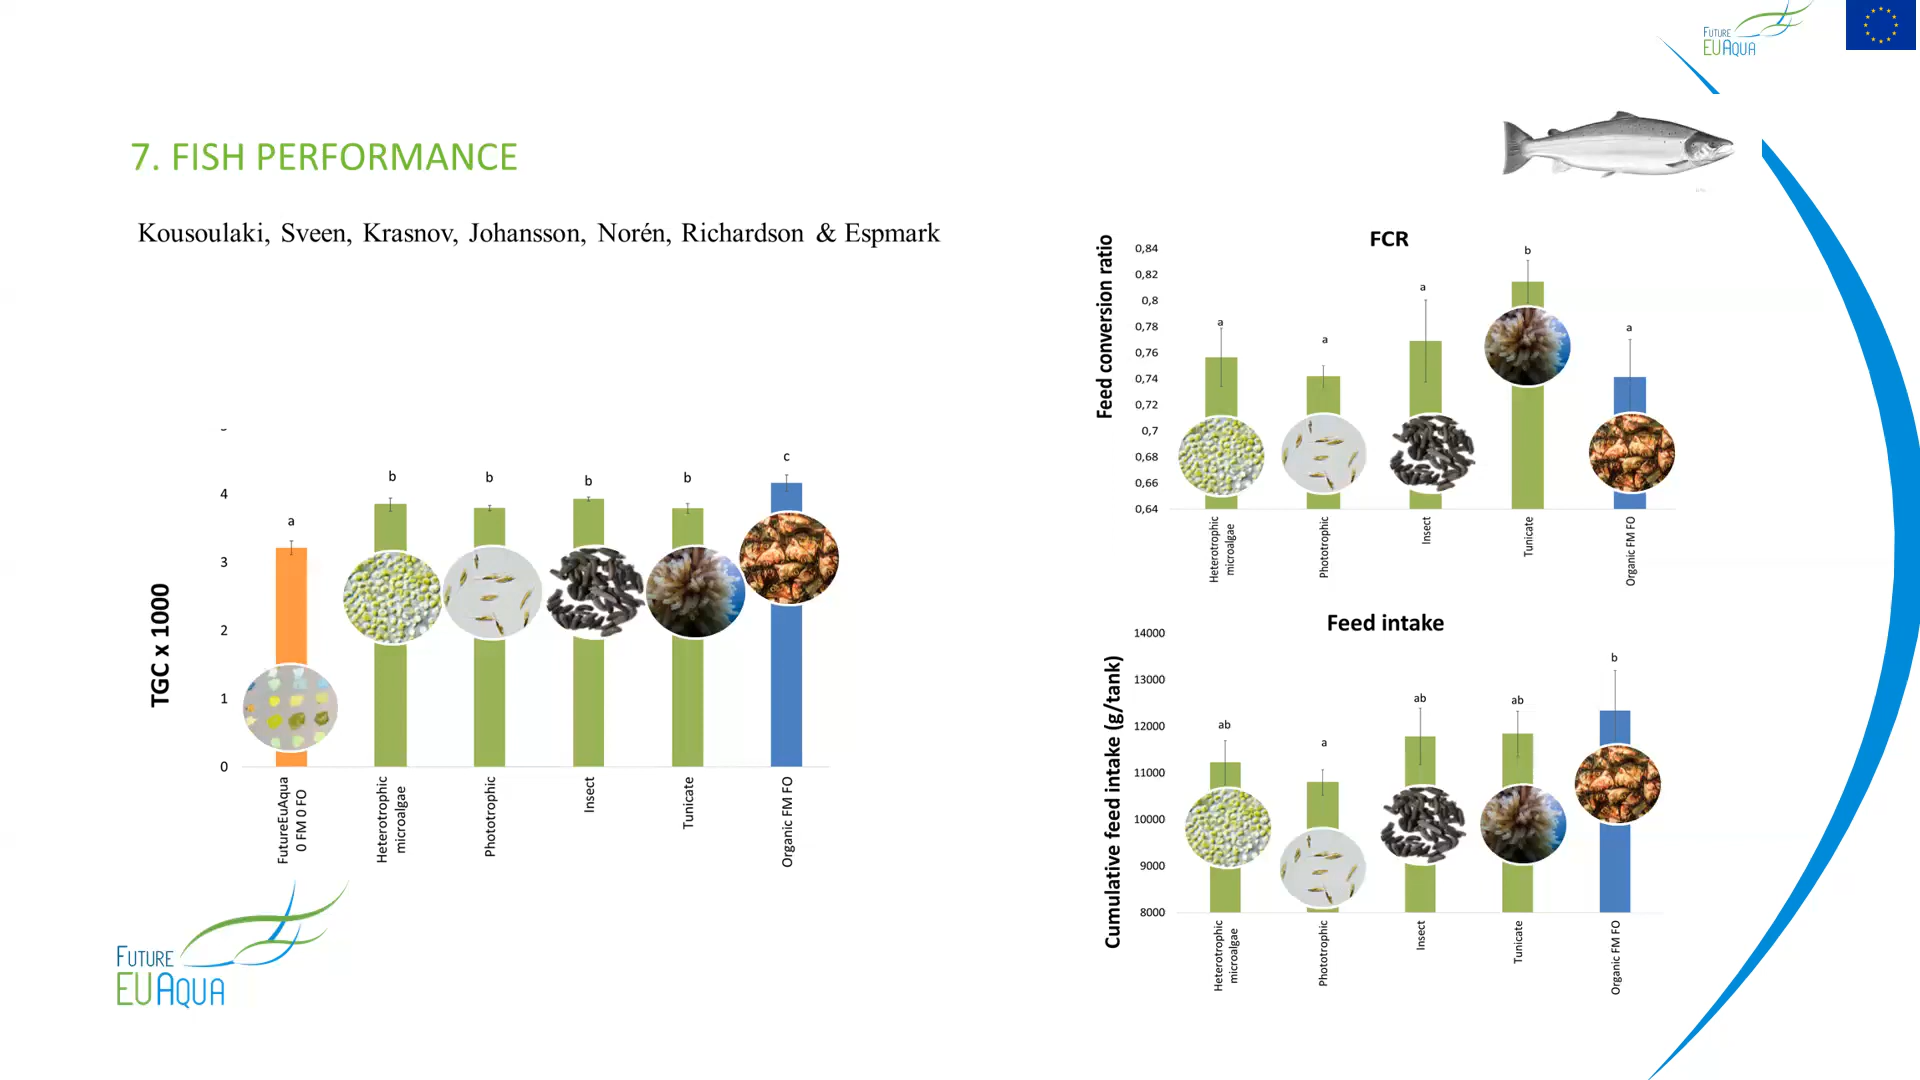 FUTURE
EUAQUA
7. FISH PERFORMANCE
Kousoulaki, Sveen, Krasnov, Johansson, Norén, Richardson & Espmark
TGC x 1000
4
3
2
1
0
a
b
b
b
b
c
FutureEuAqua
0 FM 0 FO
Heterotrophic
microalgae
Phototrophic
Insect
Tunicate
Organic FM FO
FUTURE
EUAQUA
FCR
Feed conversion ratio
0,84
0,82
0,8
0,78
0,76
0,74
0,72
0,7
0,68
0,66
0,64
a
a
a
b
a
Heterotrophic
microalgae
Phototrophic
Insect
Tunicate
Organic FM FO
Feed intake
Cumulative feed intake (g/tank)
14000
13000
12000
11000
10000
9000
8000
ab
a
ab
ab
b
Heterotrophic
microalgae
Phototrophic
Insect
Tunicate
Organic FM FO